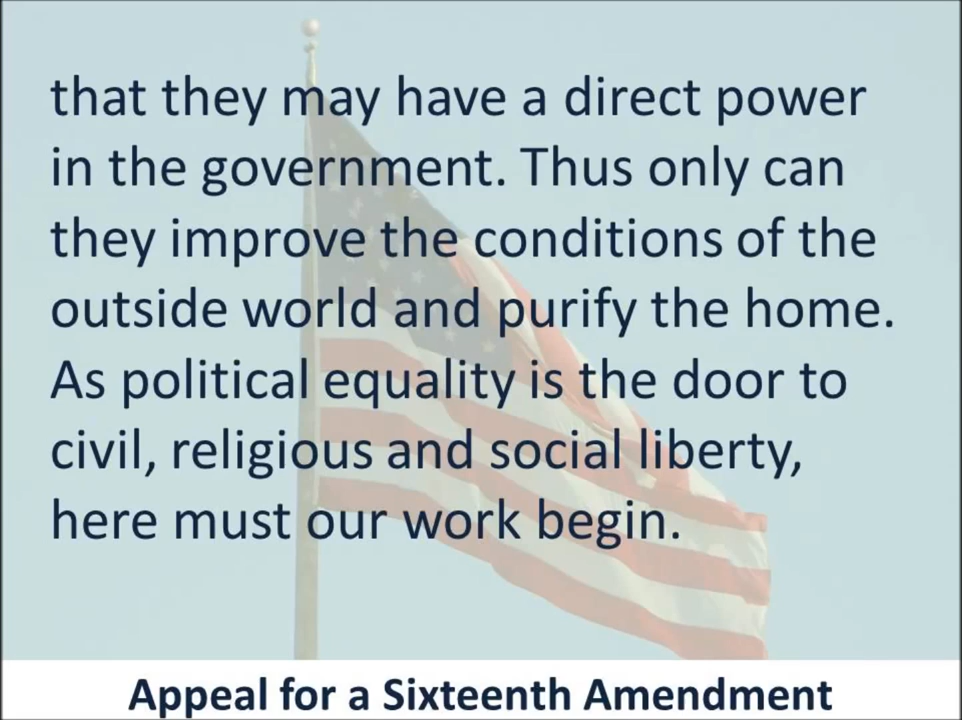 that they may have a direct power
in the government. Thus only can
they improve the conditions of the
outside world and purify the home.
As political equality is the door to
civil, religious and social liberty,
here must our work begin.
Appeal for a Sixteenth Amendment